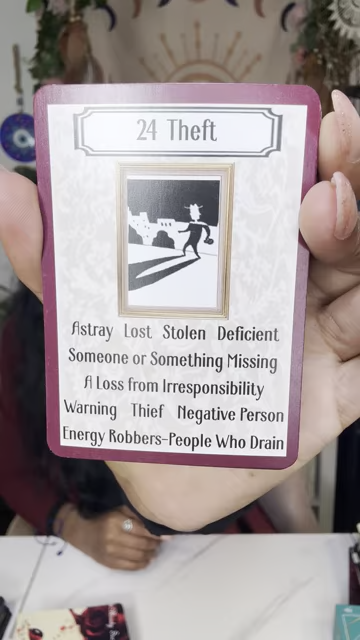 24 Theft
Astray Lost Stolen Deficient
Someone or Something Missing
A Loss from Irresponsibility
Warning Thief Negative Person
Energy Robbers-People Who Drain